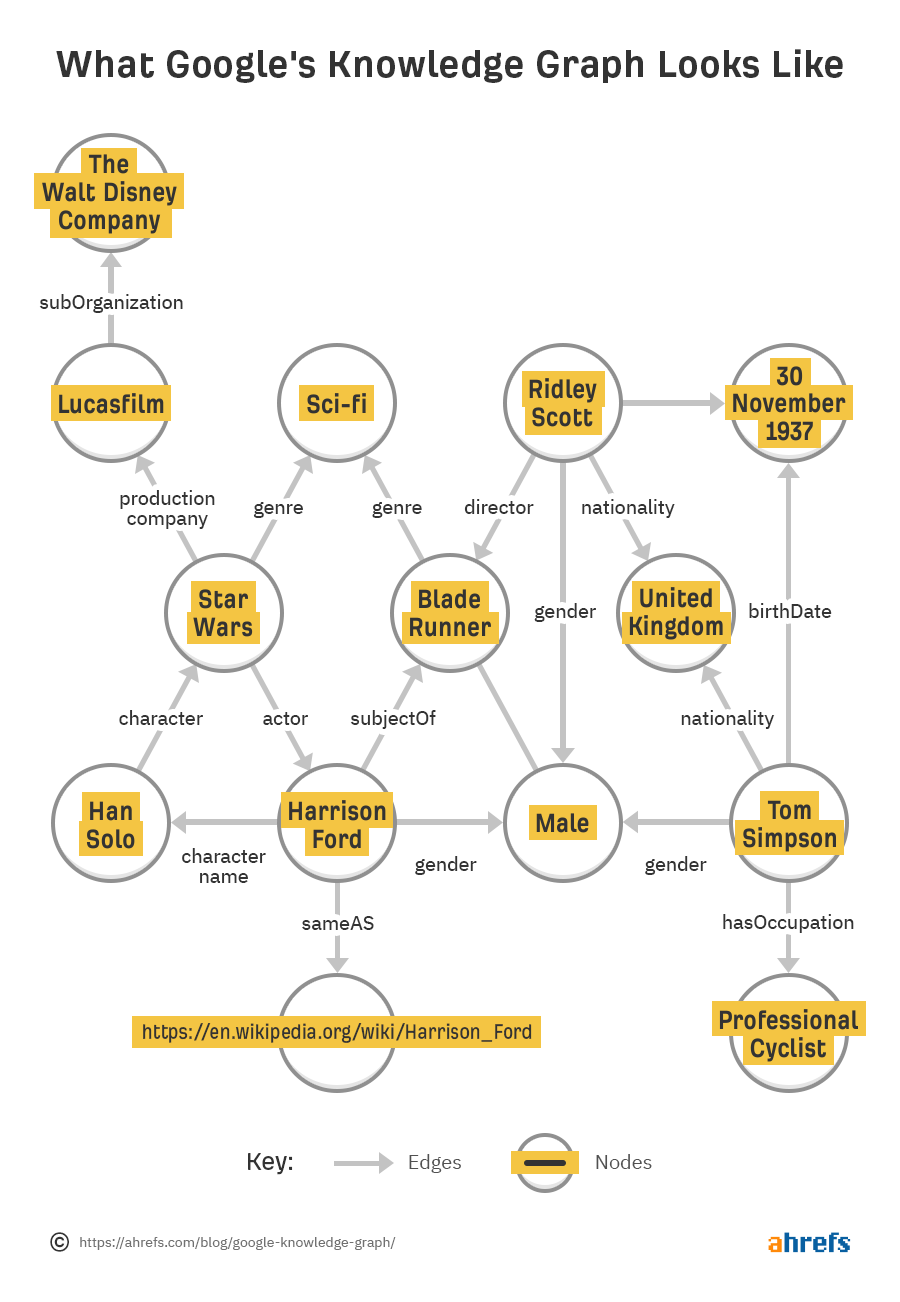 What Google's Knowledge Graph Looks Like
The
Walt Disney
Company
subOrganization
Lucasfilm
Sci-fi
Ridley
Scott
30
November
1937
production
company
genre
genre
director
nationality
Star
Wars
Blade
Runner
gender
United
Kingdom
birthDate
character
actor
subjectOf
nationality
Han
Solo
Harrison
Ford
Male
Tom
Simpson
character
name
gender
gender
sameAS
hasOccupation
https://en.wikipedia.org/wiki/Harrison_Ford
Professional
Cyclist
Key:
Edges
Nodes
© https://ahrefs.com/blog/google-knowledge-graph/
ahrefs